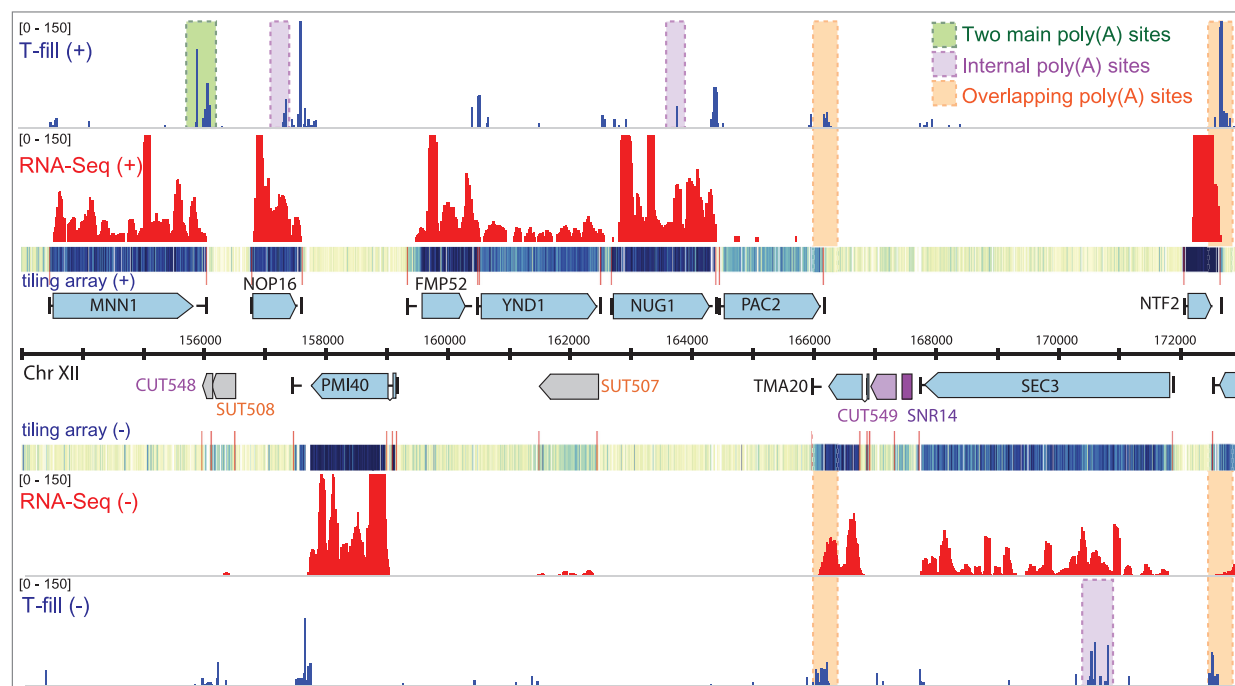 [0 - 150]
T-fill (+)
Two main poly(A) sites
Internal poly(A) sites
Overlapping poly(A) sites
[0 - 150]
RNA-Seq (+)
tiling array (+)
NOP16
FMP52
MNN1
YND1
NUG1
PAC2
NTF2
156000
158000
160000
162000
164000
166000
168000
170000
172000
Chr XII
CUT548
PMI40
SUT507
TMA20
SEC3
SUT508
CUT549
SNR14
tiling array (-)
[0 - 150]
RNA-Seq (-)
[0 - 150]
T-fill (-)